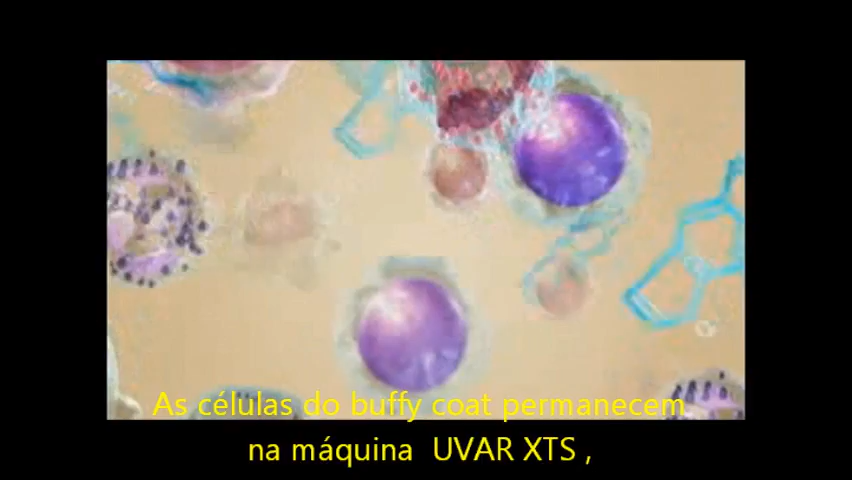 As células do buffy coat permanecem
na máquina UVAR XTS ,